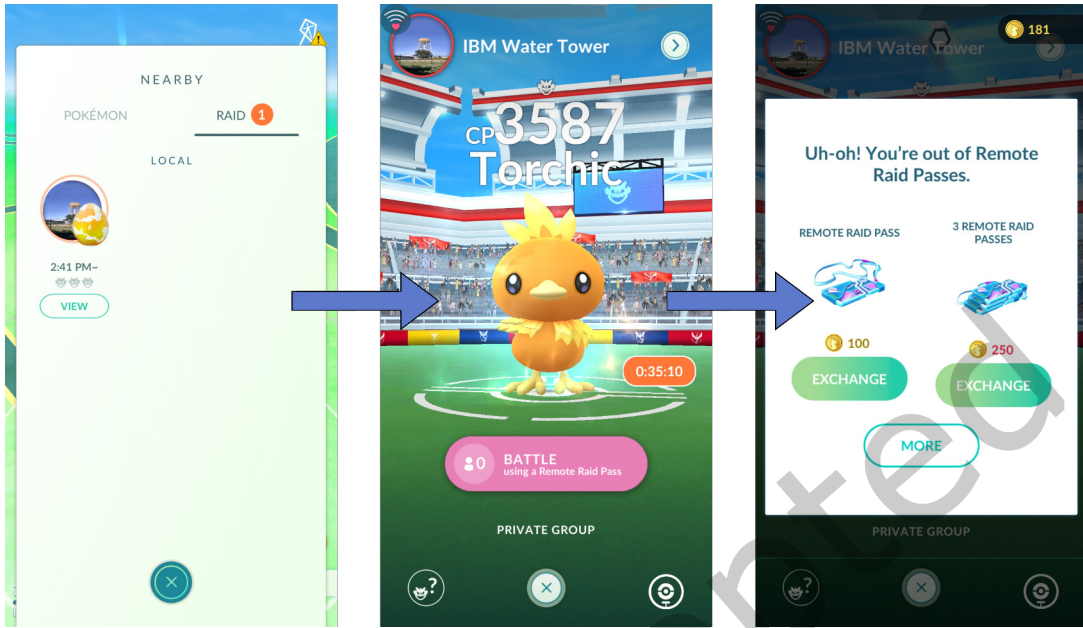 NEARBY
POKÉMON
RAID 1
LOCAL
2:41 PM~
VIEW
IBM Water Tower
CP3587
Torchic
0:35:10
0
BATTLE
using a Remote Raid Pass
PRIVATE GROUP
?
181
IBM Water Tower
Uh-oh! You're out of Remote
Raid Passes.
REMOTE RAID PASS
3 REMOTE RAID
PASSES
100
250
EXCHANGE
EXCHANGE
MORE
PRIVATE GROUP
?